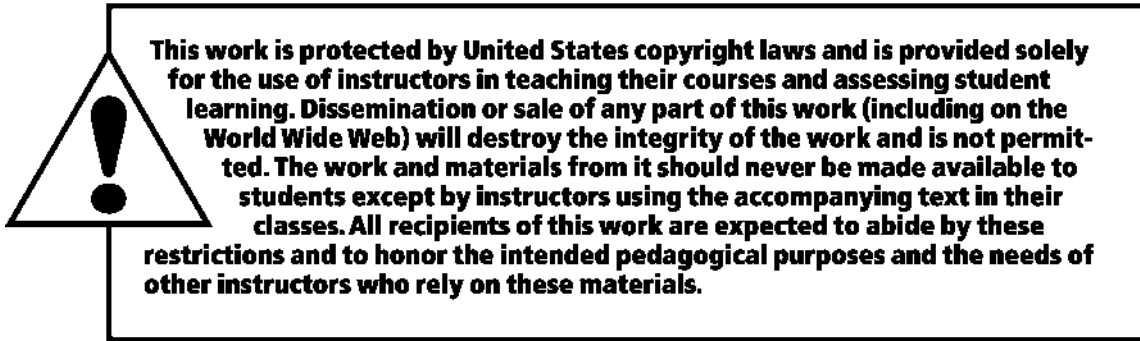 This work is protected by United States copyright laws and is provided solely
for the use of instructors in teaching their courses and assessing student
learning. Dissemination or sale of any part of this work (including on the
World Wide Web) will destroy the integrity of the work and is not permit-
ted. The work and materials from it should never be made available to
students except by instructors using the accompanying text in their
classes. All recipients of this work are expected to abide by these
restrictions and to honor the intended pedagogical purposes and the needs of
other instructors who rely on these materials.